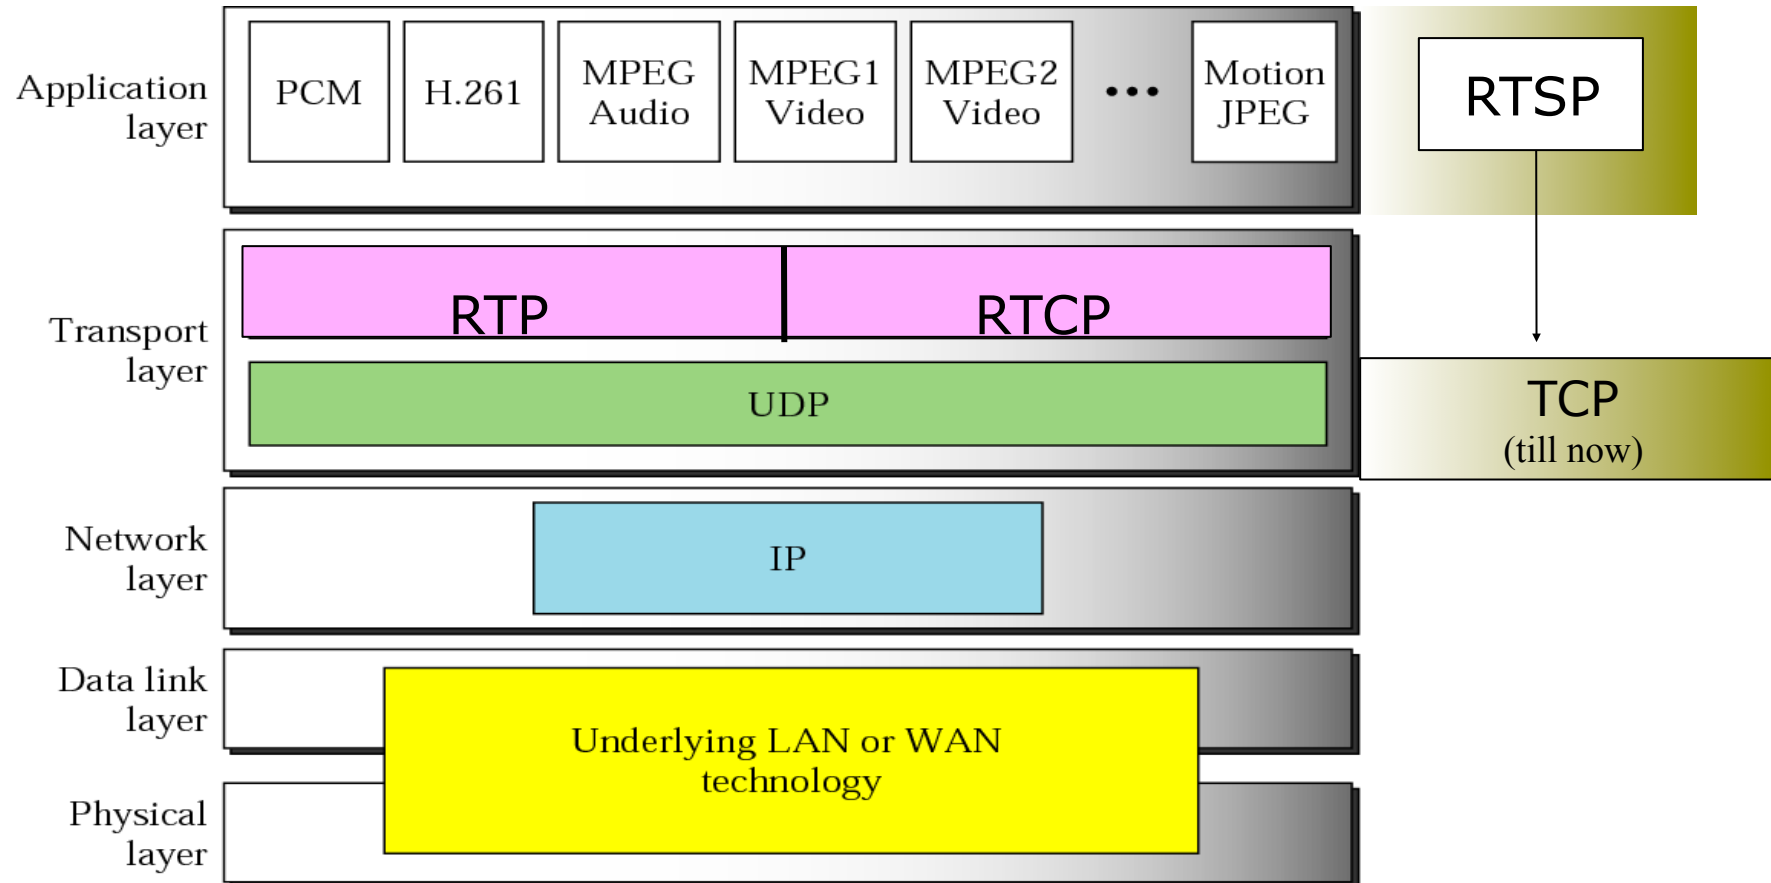 Application
layer
PCM
H.261
MPEG
Audio
MPEG1
Video
MPEG2
Video
•••
Motion
JPEG
RTSP
Transport
layer
RTP
RTCP
UDP
TCP
(till now)
Network
layer
IP
Data link
layer
Underlying LAN or WAN
technology
Physical
layer